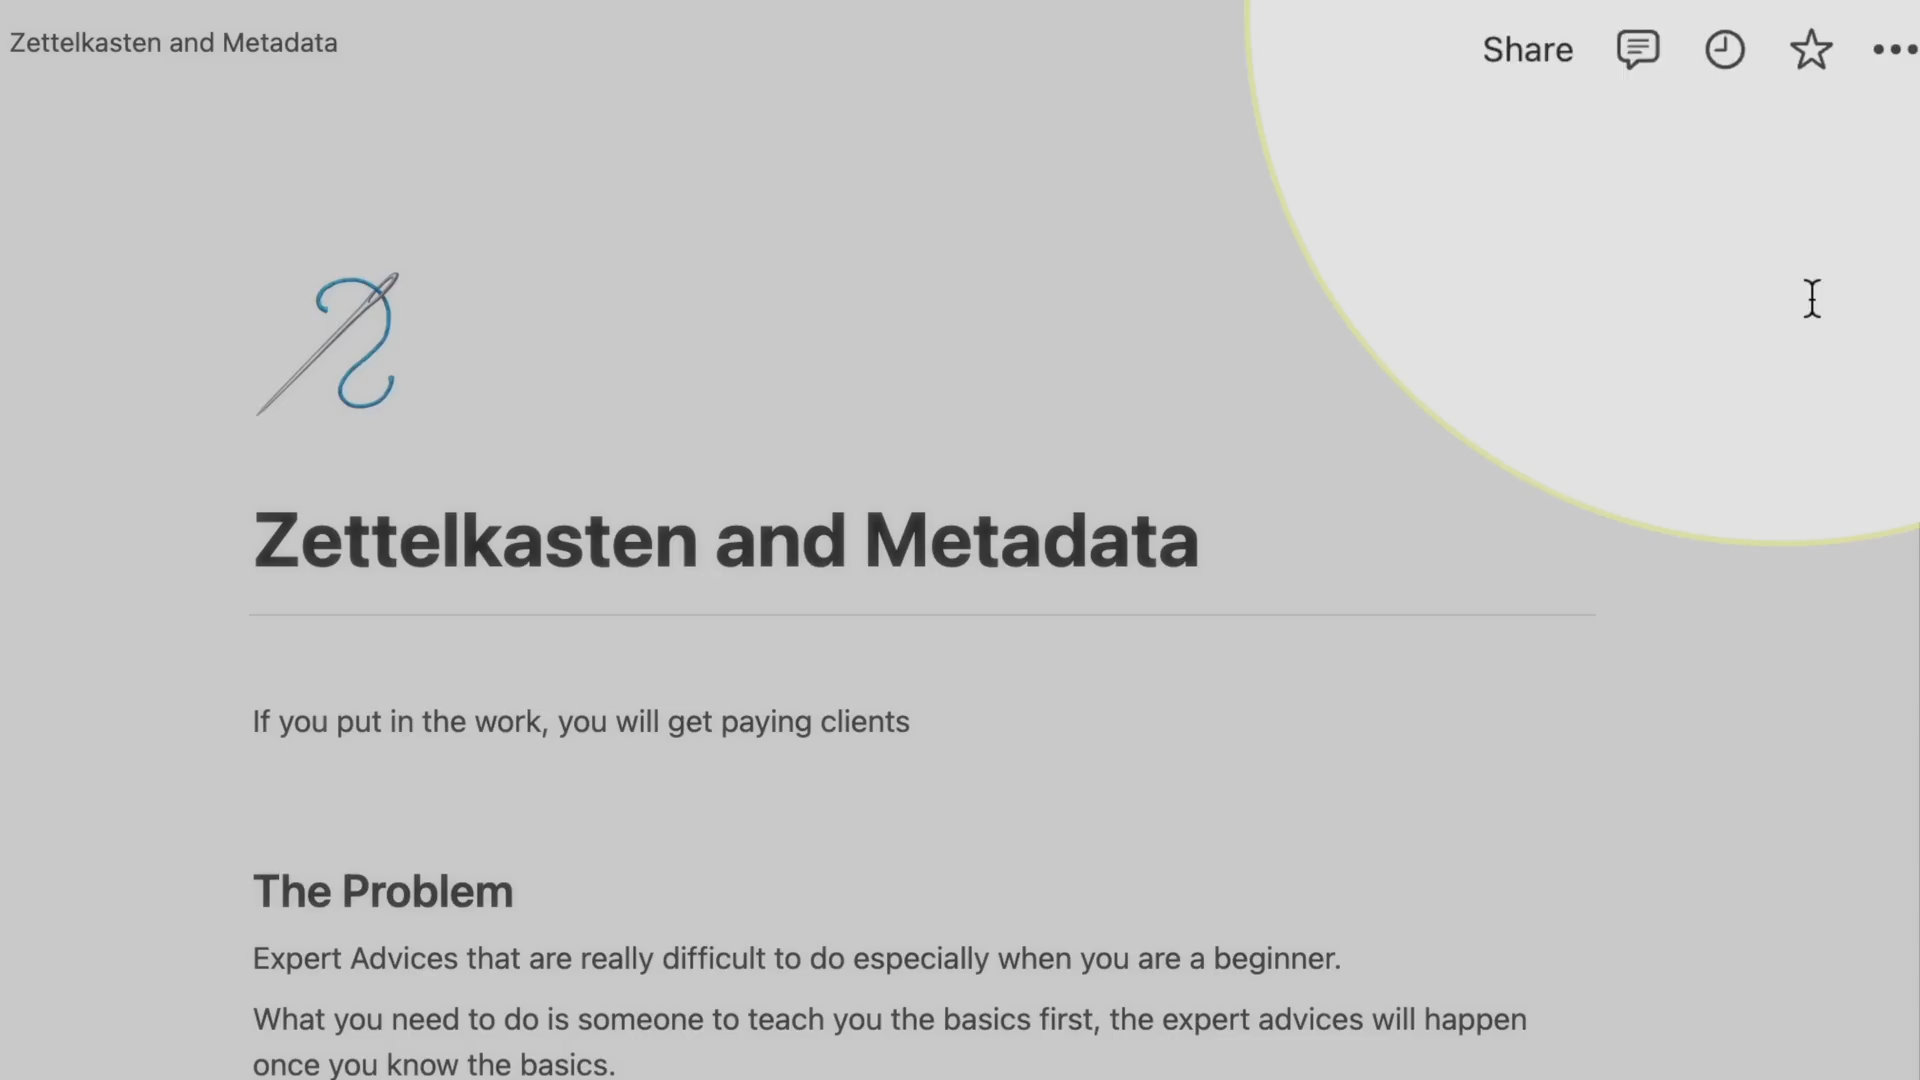 Zettelkasten and Metadata
Share
Zettelkasten and Metadata
If you put in the work, you will get paying clients
The Problem
Expert Advices that are really difficult to do especially when you are a beginner.
What you need to do is someone to teach you the basics first, the expert advices will happen
once you know the basics.